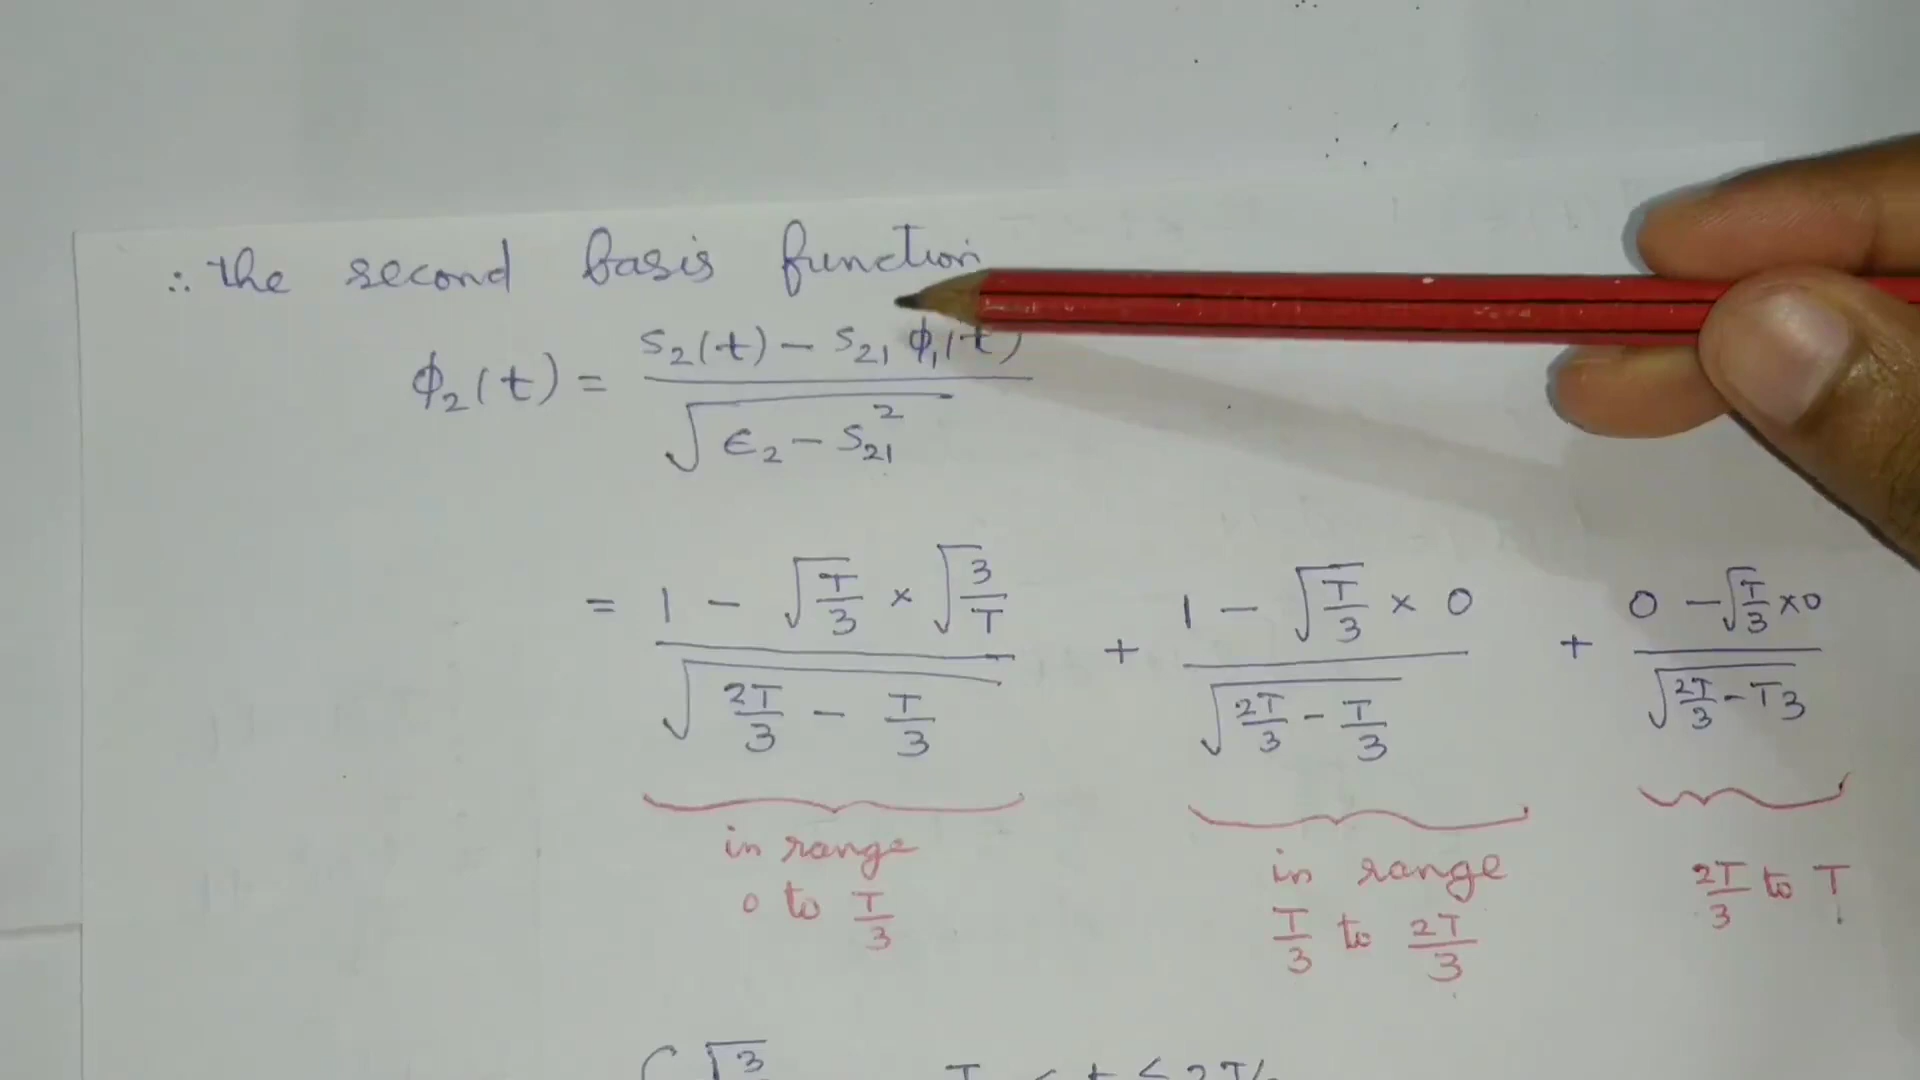 ∴ the second basis function
ϕ₂(t) = (s₂(t) − s₂₁ ϕ₁(t)) / √(ϵ₂ − s₂₁²)
= (1 − √(T/3) × √(3/T)) / √(2T/3 − T/3) + (1 − √(T/3) × 0) / √(2T/3 − T/3) + (0 − √(T/3) × 0) / √(2T/3 − T3)
in range 0 to T/3
in range T/3 to 2T/3
2T/3 to T